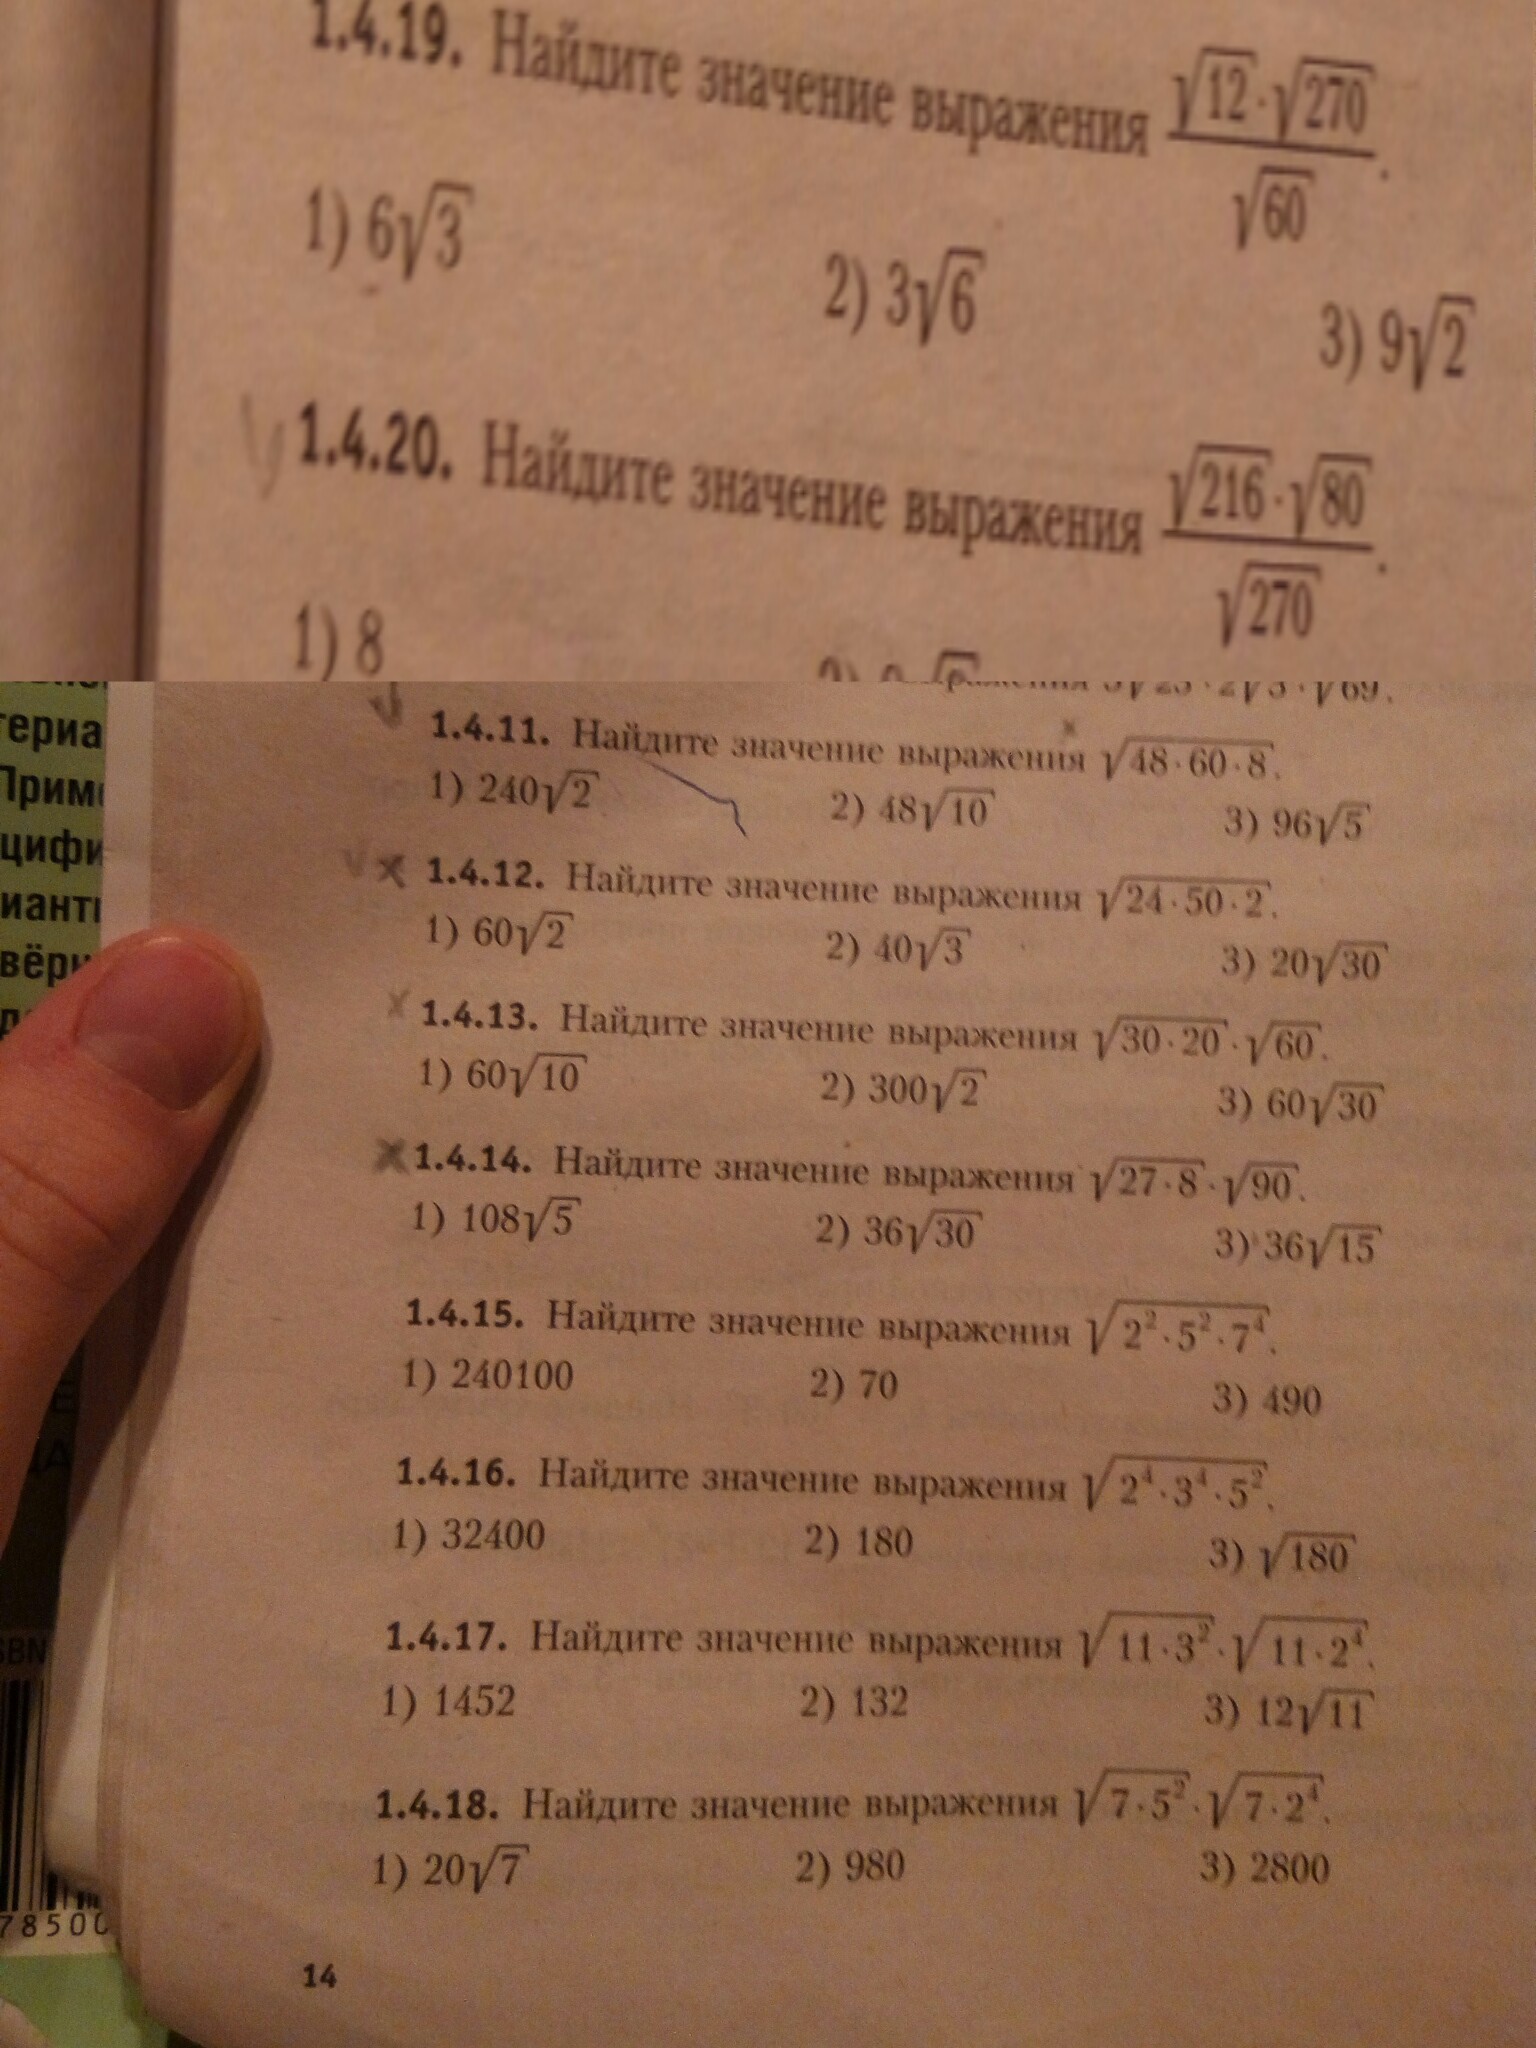 1.4.19. Найдите значение выражения √12 · √270 / √60.
1) 6√3 2) 3√6 3) 9√2
1.4.20. Найдите значение выражения √216 · √80 / √270.
1) 8
1.4.11. Найдите значение выражения √48 · 60 · 8.
1) 240√2 2) 48√10 3) 96√5
1.4.12. Найдите значение выражения √24 · 50 · 2.
1) 60√2 2) 40√3 3) 20√30
1.4.13. Найдите значение выражения √30 · 20 · √60.
1) 60√10 2) 300√2 3) 60√30
1.4.14. Найдите значение выражения √27 · 8 · √90.
1) 108√5 2) 36√30 3) 36√15
1.4.15. Найдите значение выражения √2² · 5² · 7⁴.
1) 240100 2) 70 3) 490
1.4.16. Найдите значение выражения √2⁴ · 3⁴ · 5².
1) 32400 2) 180 3) √180
1.4.17. Найдите значение выражения √11 · 3² · √11 · 2⁴.
1) 1452 2) 132 3) 12√11
1.4.18. Найдите значение выражения √7 · 5² · √7 · 2⁴.
1) 20√7 2) 980 3) 2800
14
78500